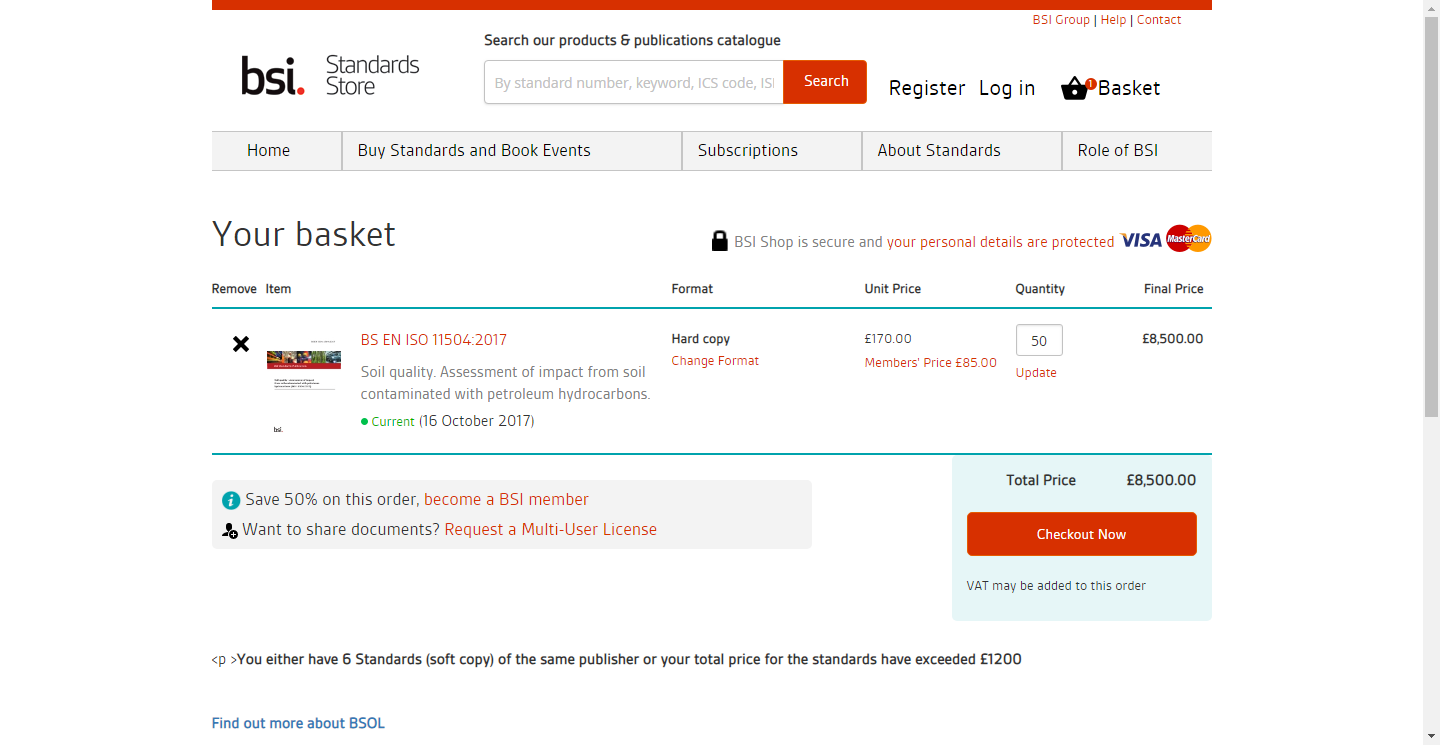 BSI Group | Help | Contact
Search our products & publications catalogue
bsi.
Standards
Store
By standard number, keyword, ICS code, ISI
Search
Register
Log in
1
Basket
Home
Buy Standards and Book Events
Subscriptions
About Standards
Role of BSI
Your basket
BSI Shop is secure and your personal details are protected
VISA
MasterCard
Remove
Item
Format
Unit Price
Quantity
Final Price
BS EN ISO 11504:2017
Hard copy
£170.00
50
£8,500.00
Change Format
Members' Price £85.00
Update
Soil quality. Assessment of impact from soil
contaminated with petroleum hydrocarbons.
Current (16 October 2017)
bsi.
Total Price
£8,500.00
Save 50% on this order, become a BSI member
Want to share documents? Request a Multi-User License
Checkout Now
VAT may be added to this order
<p >You either have 6 Standards (soft copy) of the same publisher or your total price for the standards have exceeded £1200
Find out more about BSOL